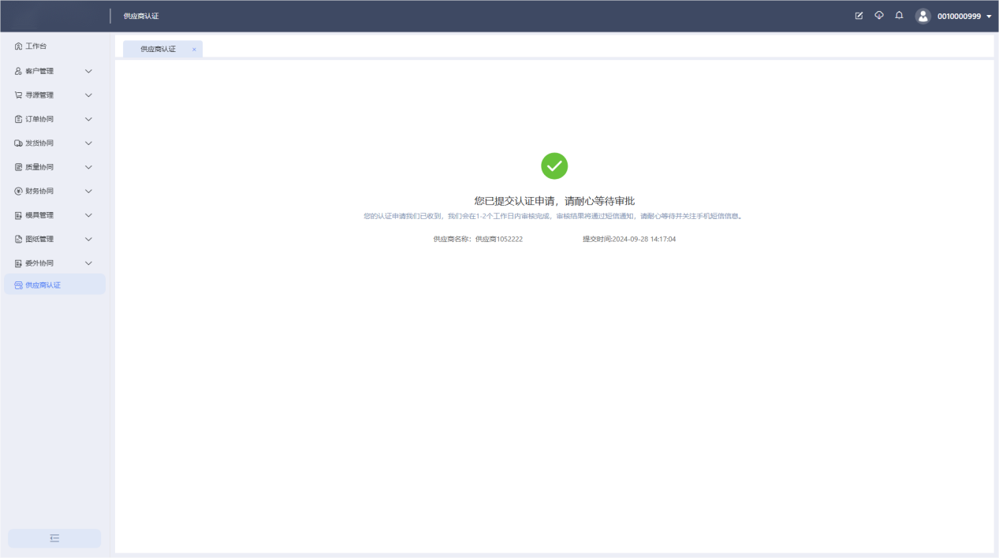 供应商认证
0010000999
工作台
供应商认证
客户管理
寻源管理
订单协同
发货协同
质量协同
财务协同
模具管理
图纸管理
委外协同
供应商认证
您已提交认证申请，请耐心等待审批
您的认证申请我们已收到，我们会在1-2个工作日内审核完成，审核结果将通过短信通知，请耐心等待并关注手机短信信息。
供应商名称：供应商1052222 提交时间:2024-09-28 14:17:04